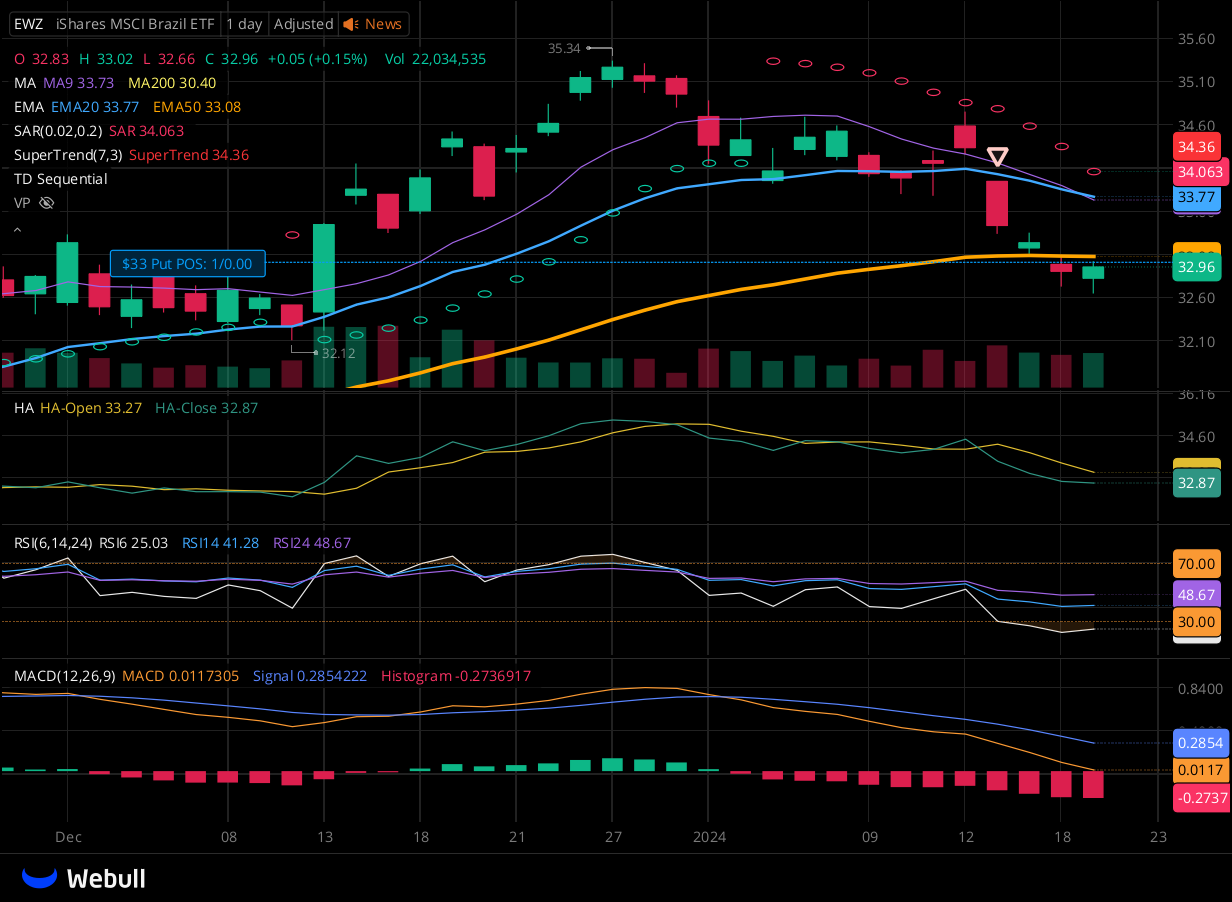 EWZ iShares MSCI Brazil ETF 1 day Adjusted News
O 32.83 H 33.02 L 32.66 C 32.96 +0.05 (+0.15%) Vol 22,034,535
MA MA9 33.73 MA200 30.40
EMA EMA20 33.77 EMA50 33.08
SAR(0.02,0.2) SAR 34.063
SuperTrend(7,3) SuperTrend 34.36
TD Sequential
VP
35.34
$33 Put POS: 1/0.00
32.12
35.60
35.10
34.60
34.36
34.063
33.77
32.96
32.60
32.10
HA HA-Open 33.27 HA-Close 32.87
36.16
34.60
32.87
RSI(6,14,24) RSI6 25.03 RSI14 41.28 RSI24 48.67
70.00
48.67
30.00
MACD(12,26,9) MACD 0.0117305 Signal 0.2854222 Histogram -0.2736917
0.8400
0.2854
0.0117
-0.2737
Dec 08 13 18 21 27 2024 09 12 18 23
Webull